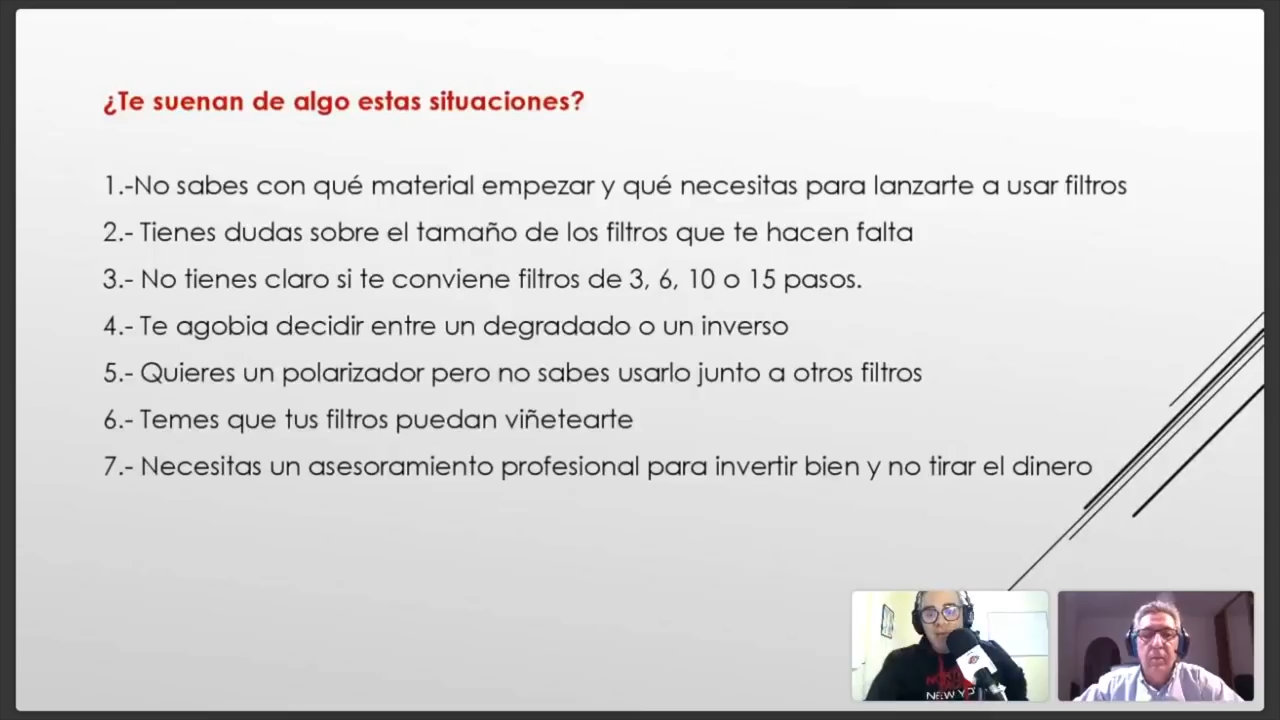 ¿Te suenan de algo estas situaciones?
1.-No sabes con qué material empezar y qué necesitas para lanzarte a usar filtros
2.- Tienes dudas sobre el tamaño de los filtros que te hacen falta
3.- No tienes claro si te conviene filtros de 3, 6, 10 o 15 pasos.
4.- Te agobia decidir entre un degradado o un inverso
5.- Quieres un polarizador pero no sabes usarlo junto a otros filtros
6.- Temes que tus filtros puedan viñetearte
7.- Necesitas un asesoramiento profesional para invertir bien y no tirar el dinero
NEW